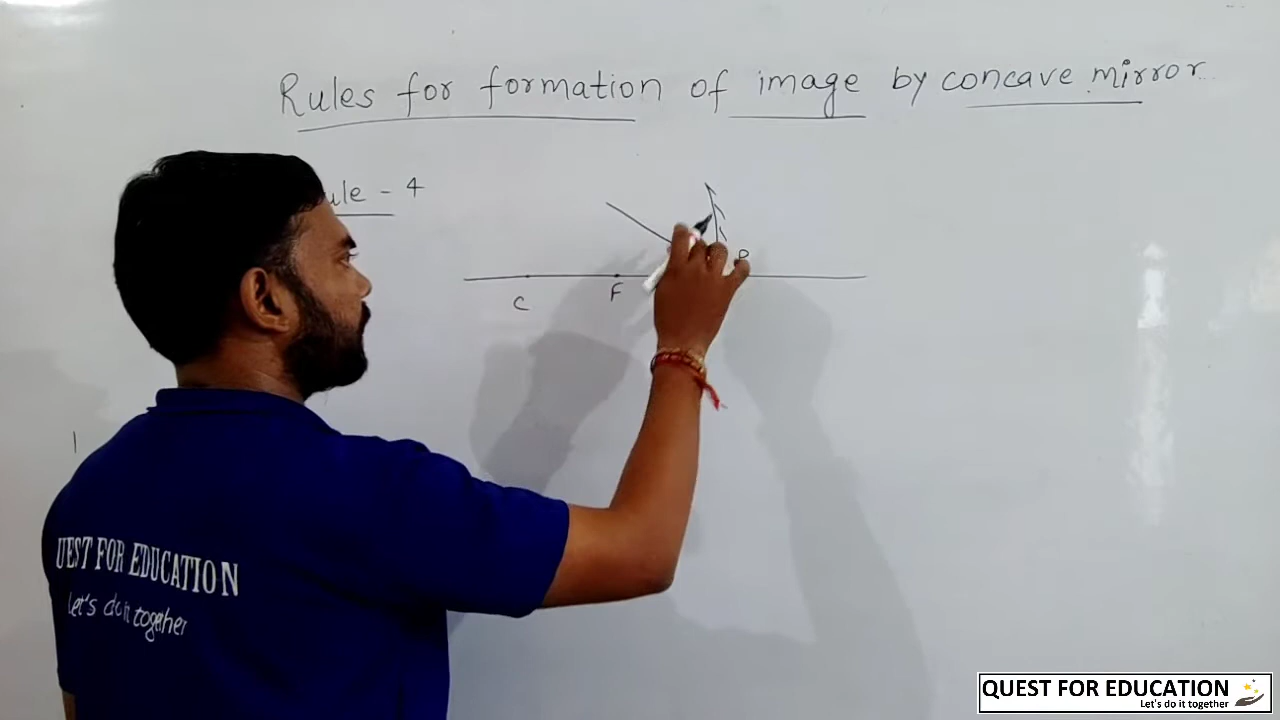 Rules for formation of image by concave mirror
ule - 4
P
C
F
UEST FOR EDUCATION
Let's do it together
QUEST FOR EDUCATION
Let's do it together